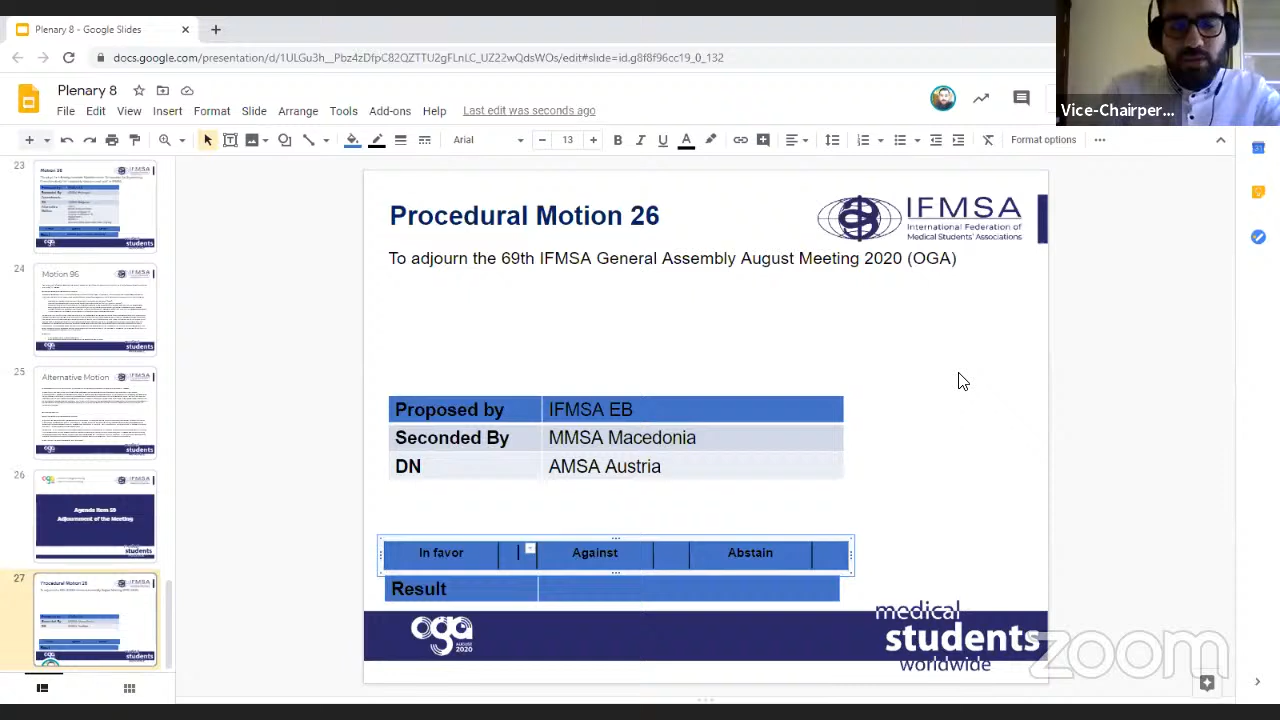 Plenary 8 - Google Slides
docs.google.com/presentation/d/1ULGu3h__Pbz4zDfpC82QZTTU2gFLnLC_UZ22wQdsWOs/edit#slide=id.g8f8f96cc19_0_132
Vice-Chairper...
Plenary 8
File Edit View Insert Format Slide Arrange Tools Add-ons Help Last edit was seconds ago
Arial 13 Format options
23
24
Motion 96
25
Alternative Motion
26
Agenda Item 59
Adjournment of the Meeting
27
Procedural Motion 26
Procedural Motion 26
IFMSA
International Federation of
Medical Students' Associations
To adjourn the 69th IFMSA General Assembly August Meeting 2020 (OGA)
Proposed By IFMSA EB
Seconded By MMSA Macedonia
DN AMSA Austria
In favor Against Abstain
Result
oga
august
2020
medical
students
worldwide
zoom